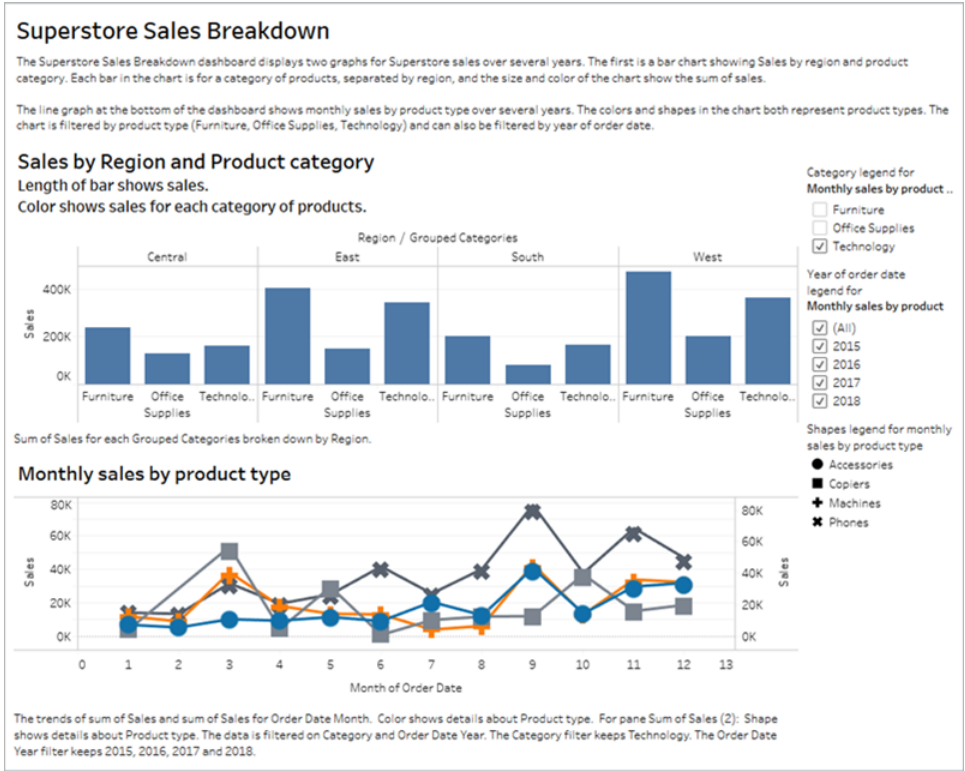 Superstore Sales Breakdown
The Superstore Sales Breakdown dashboard displays two graphs for Superstore sales over several years. The first is a bar chart showing Sales by region and product
category. Each bar in the chart is for a category of products, separated by region, and the size and color of the chart show the sum of sales.
The line graph at the bottom of the dashboard shows monthly sales by product type over several years. The colors and shapes in the chart both represent product types. The
chart is filtered by product type (Furniture, Office Supplies, Technology) and can also be filtered by year of order date.
Sales by Region and Product category
Length of bar shows sales.
Color shows sales for each category of products.
Region / Grouped Categories
Central East South West
Sales
400K
200K
0K
Furniture Office Supplies Technolo.. Furniture Office Supplies Technolo.. Furniture Office Supplies Technolo.. Furniture Office Supplies Technolo..
Sum of Sales for each Grouped Categories broken down by Region.
Category legend for
Monthly sales by product ..
Furniture
Office Supplies
Technology
Year of order date
legend for
Monthly sales by product
(All)
2015
2016
2017
2018
Shapes legend for monthly
sales by product type
Accessories
Copiers
Machines
Phones
Monthly sales by product type
Sales
80K
60K
40K
20K
0K
80K
60K
40K
20K
0K
Sales
0 1 2 3 4 5 6 7 8 9 10 11 12 13
Month of Order Date
The trends of sum of Sales and sum of Sales for Order Date Month. Color shows details about Product type. For pane Sum of Sales (2): Shape
shows details about Product type. The data is filtered on Category and Order Date Year. The Category filter keeps Technology. The Order Date
Year filter keeps 2015, 2016, 2017 and 2018.